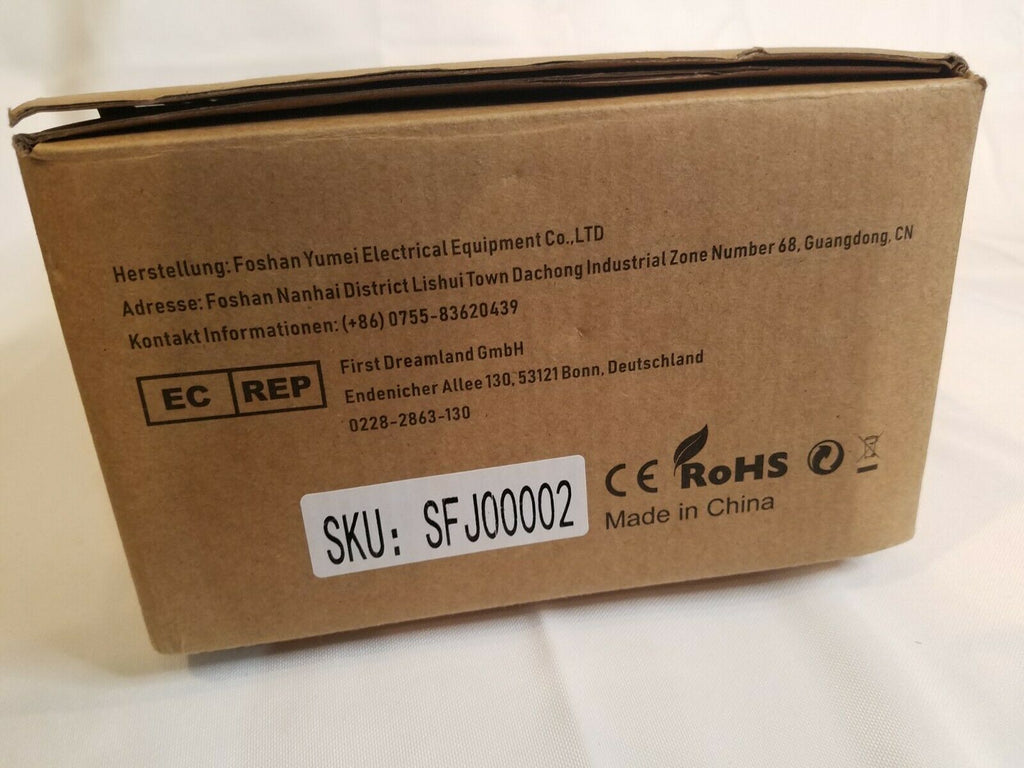 Herstellung: Foshan Yumei Electrical Equipment Co.,LTD
Adresse: Foshan Nanhai District Lishui Town Dachong Industrial Zone Number 68, Guangdong, CN
Kontakt Informationen: (+86) 0755-83620439
EC REP
First Dreamland GmbH
Endenicher Allee 130, 53121 Bonn, Deutschland
0228-2863-130
SKU: SFJ00002
CE RoHS
Made in China